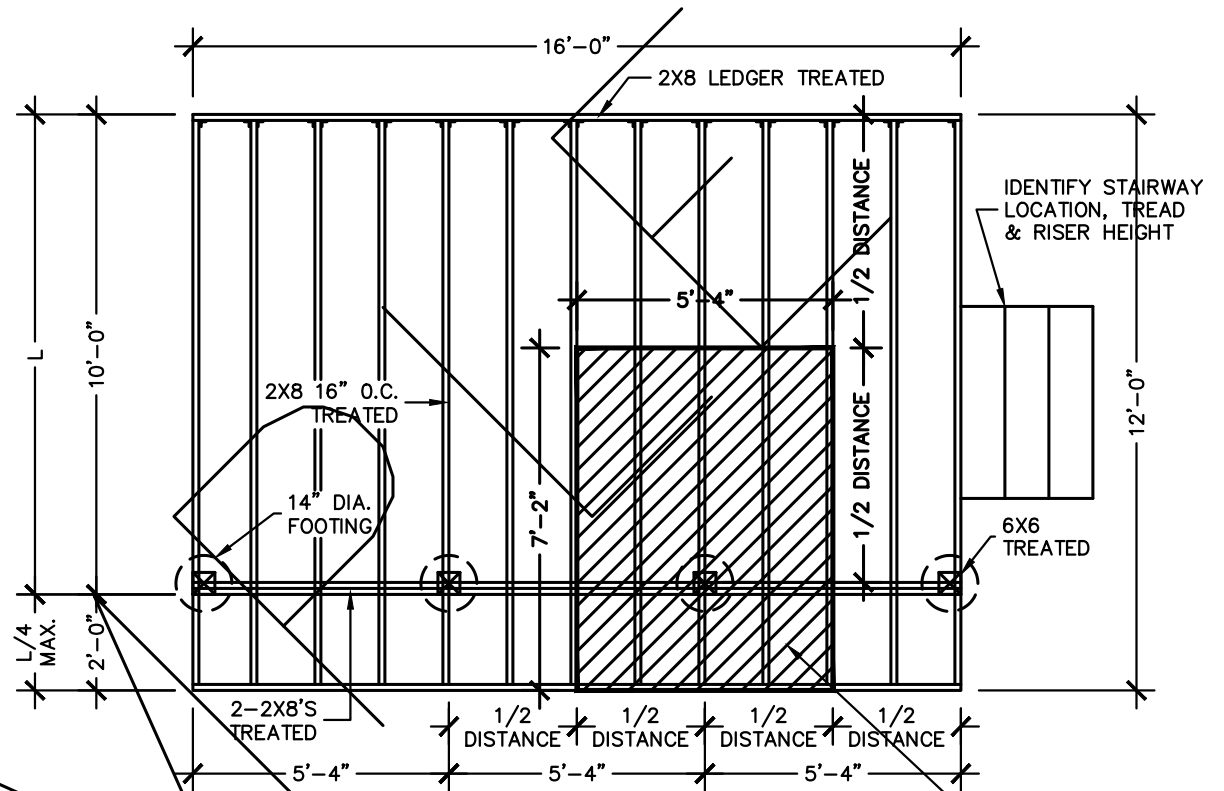 16'-0"
2X8 LEDGER TREATED
IDENTIFY STAIRWAY
LOCATION, TREAD
& RISER HEIGHT
1/2 DISTANCE
5'-4"
L
10'-0"
2X8 16" O.C.
TREATED
12'-0"
1/2 DISTANCE
7'-2"
14" DIA.
FOOTING
6X6
TREATED
L/4
MAX.
2'-0"
2-2X8'S
TREATED
1/2
DISTANCE
1/2
DISTANCE
1/2
DISTANCE
1/2
DISTANCE
5'-4"
5'-4"
5'-4"